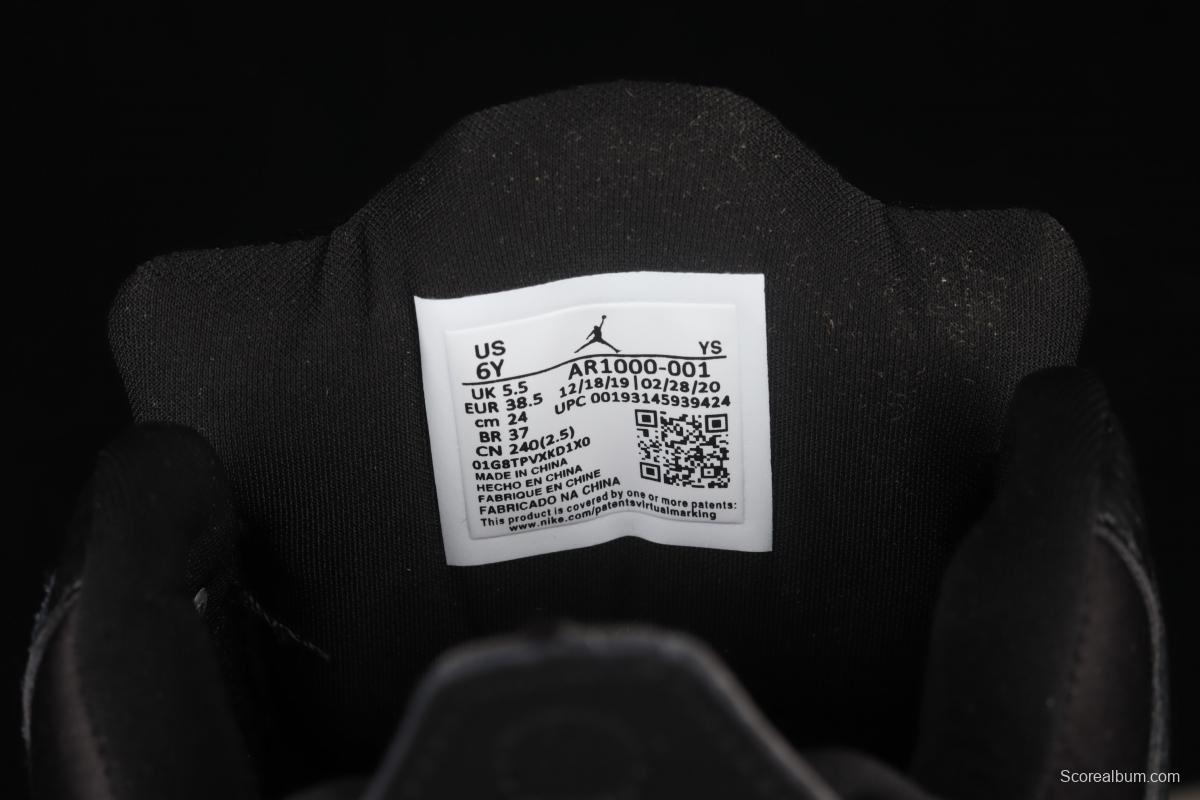 US
6Y
YS
AR1000-001
12/18/19|02/28/20
UPC 00193145939424
UK 5.5
EUR 38.5
cm 24
BR 37
CN 240(2.5)
01G8TPVXKD1X0
MADE IN CHINA
HECHO EN CHINA
FABRIQUE EN CHINE
FABRICADO NA CHINA
This product is covered by one or more patents:
www.nike.com/patentsvirtualmarking
Scorealbum.com